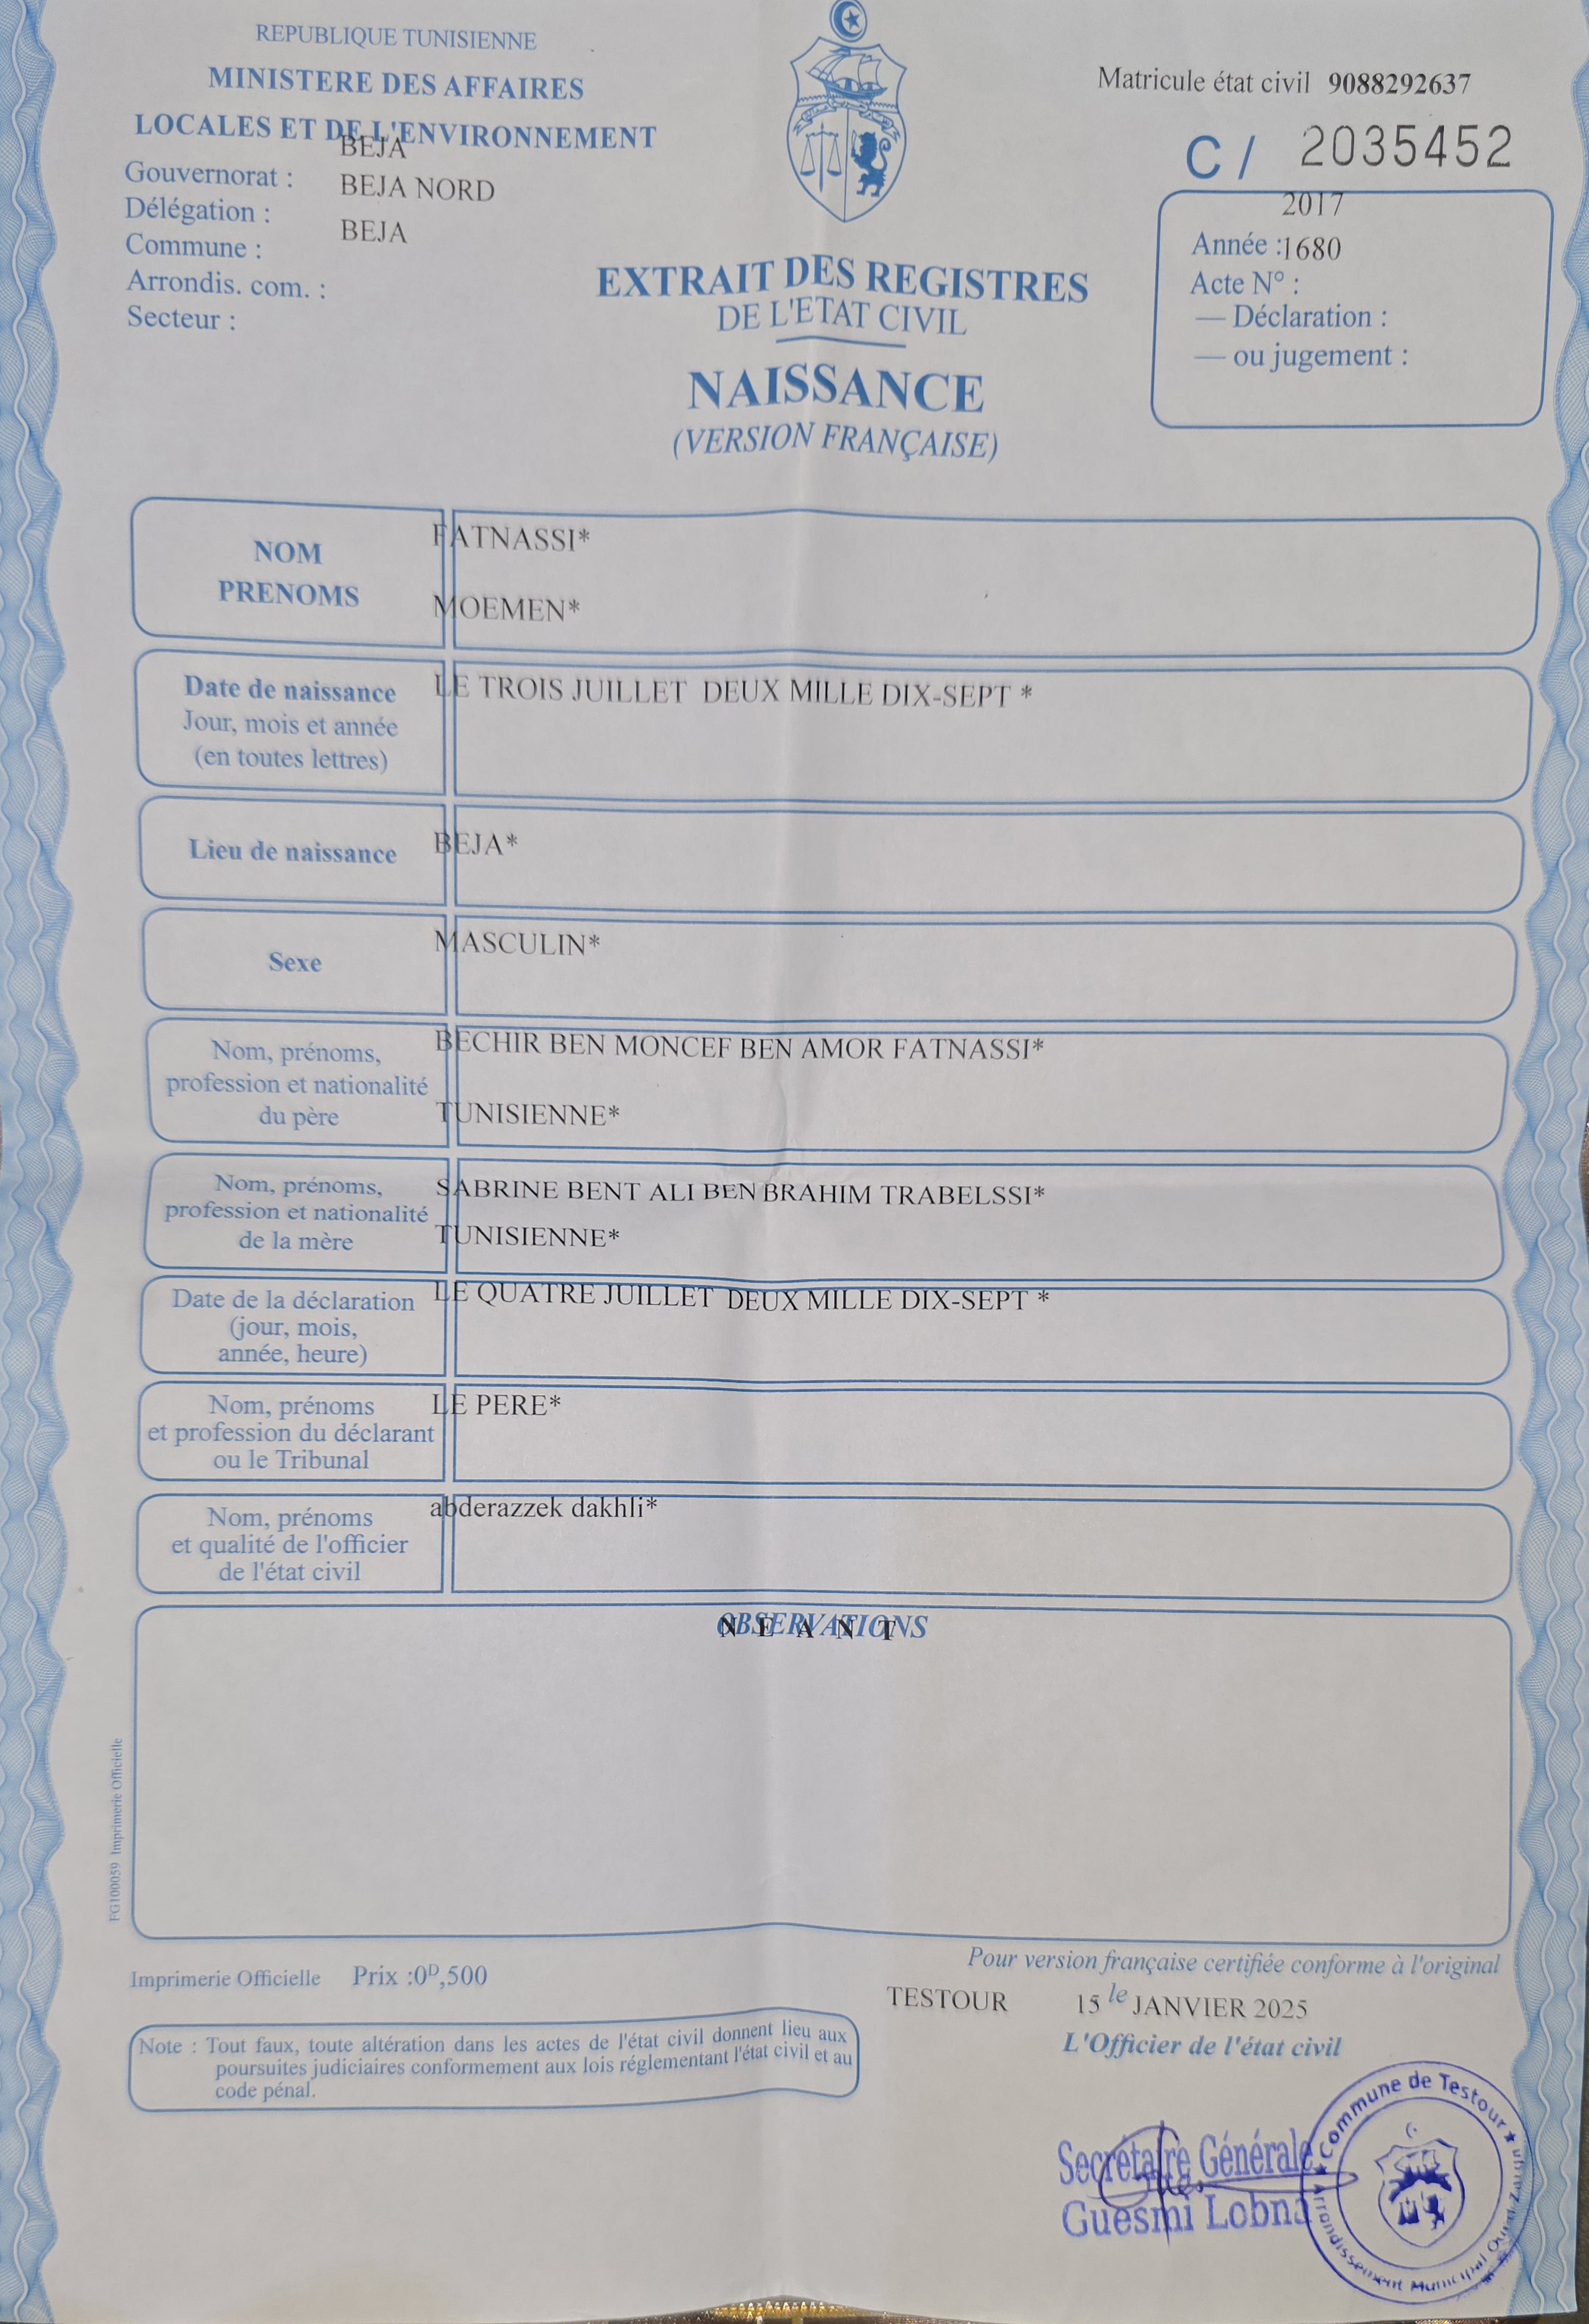 REPUBLIQUE TUNISIENNE
MINISTERE DES AFFAIRES
LOCALES ET DE L'ENVIRONNEMENT
BEJA
Gouvernorat :
BEJA NORD
Délégation :
BEJA
Commune :
Arrondis. com. :
Secteur :
Matricule état civil 9088292637
C / 2035452
2017
Année :1680
Acte N° :
— Déclaration :
— ou jugement :
EXTRAIT DES REGISTRES
DE L'ETAT CIVIL
NAISSANCE
(VERSION FRANÇAISE)
NOM
PRENOMS
FATNASSI*
MOEMEN*
Date de naissance
Jour, mois et année
(en toutes lettres)
LE TROIS JUILLET DEUX MILLE DIX-SEPT *
Lieu de naissance
BEJA*
Sexe
MASCULIN*
Nom, prénoms,
profession et nationalité
du père
BECHIR BEN MONCEF BEN AMOR FATNASSI*
TUNISIENNE*
Nom, prénoms,
profession et nationalité
de la mère
SABRINE BENT ALI BEN BRAHIM TRABELSSI*
TUNISIENNE*
Date de la déclaration
(jour, mois,
année, heure)
LE QUATRE JUILLET DEUX MILLE DIX-SEPT *
Nom, prénoms
et profession du déclarant
ou le Tribunal
LE PERE*
Nom, prénoms
et qualité de l'officier
de l'état civil
abderazzek dakhli*
OBSERVATIONS
N E A N T
FG100059 Imprimerie Officielle
Imprimerie Officielle Prix :0ᴰ,500
Note : Tout faux, toute altération dans les actes de l'état civil donnent lieu aux
poursuites judiciaires conformement aux lois réglementant l'état civil et au
code pénal.
Pour version française certifiée conforme à l'original
TESTOUR 15 le JANVIER 2025
L'Officier de l'état civil
Secrétaire Générale
Guesmi Lobna
Commune de Testour
Arrondissement Municipal Oued Zarga